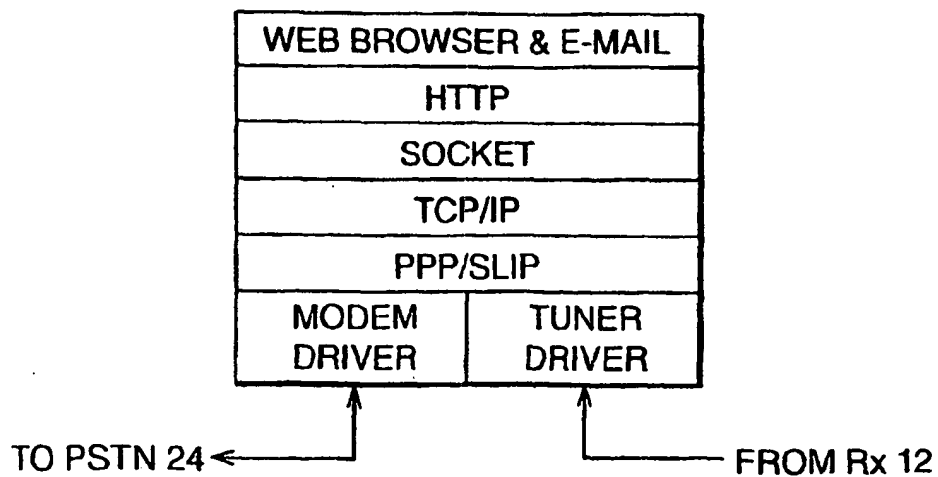 WEB BROWSER & E-MAIL
HTTP
SOCKET
TCP/IP
PPP/SLIP
MODEM
DRIVER
TUNER
DRIVER
TO PSTN 24
FROM Rx 12